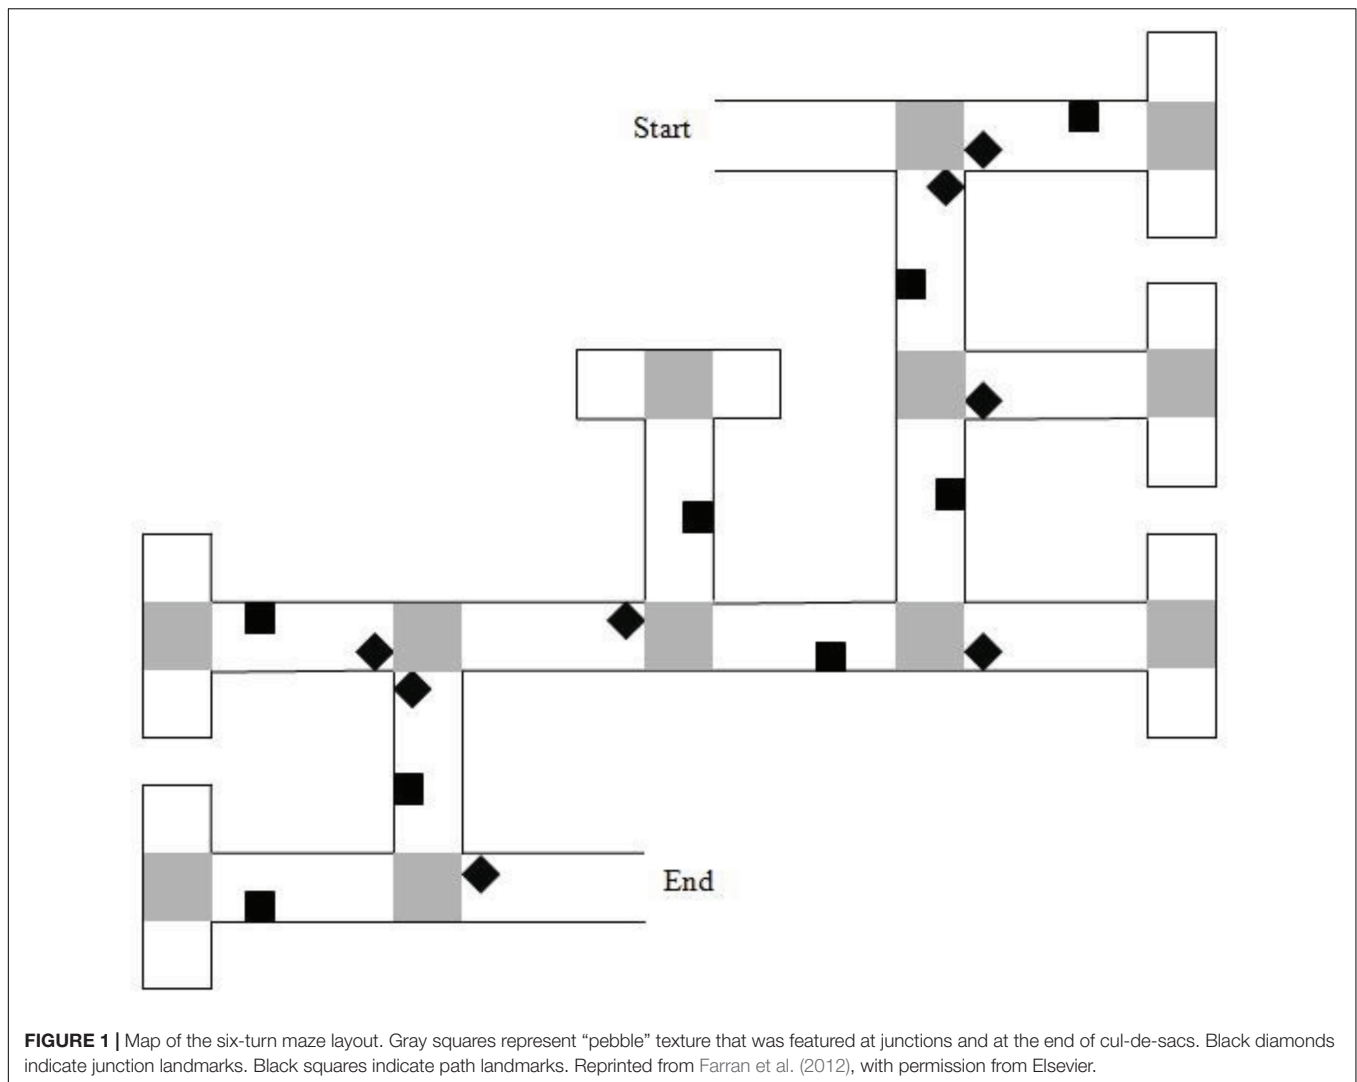 Start
End
FIGURE 1 | Map of the six-turn maze layout. Gray squares represent “pebble” texture that was featured at junctions and at the end of cul-de-sacs. Black diamonds
indicate junction landmarks. Black squares indicate path landmarks. Reprinted from Farran et al. (2012), with permission from Elsevier.